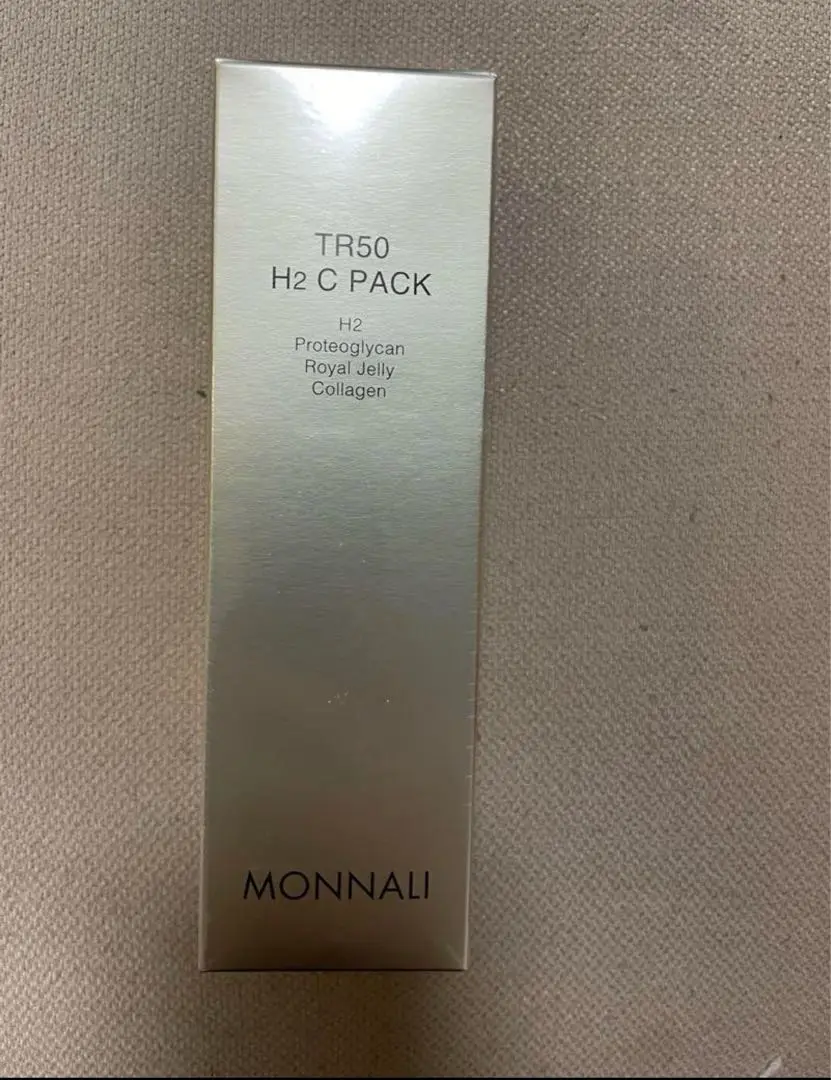 TR50
H2 C PACK
H2
Proteoglycan
Royal Jelly
Collagen
MONNALI